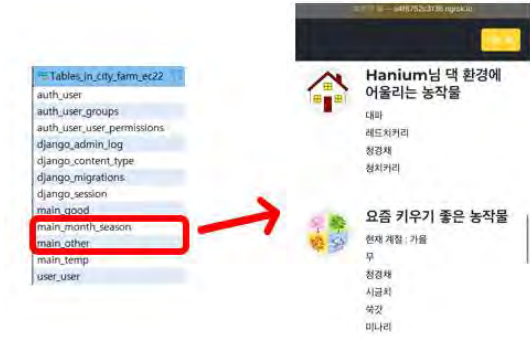 Tables_in_city_farm_ec22
auth_user
auth_user_groups
auth_user_user_permissions
django_admin_log
django_content_type
django_migrations
django_session
main_good
main_month_season
main_other
main_temp
user_user
Hanium님 댁 환경에
어울리는 농작물
대파
레드치커리
청경채
쌈치커리
요즘 키우기 좋은 농작물
현재 계절 : 가을
무
청경채
시금치
쑥갓
미나리